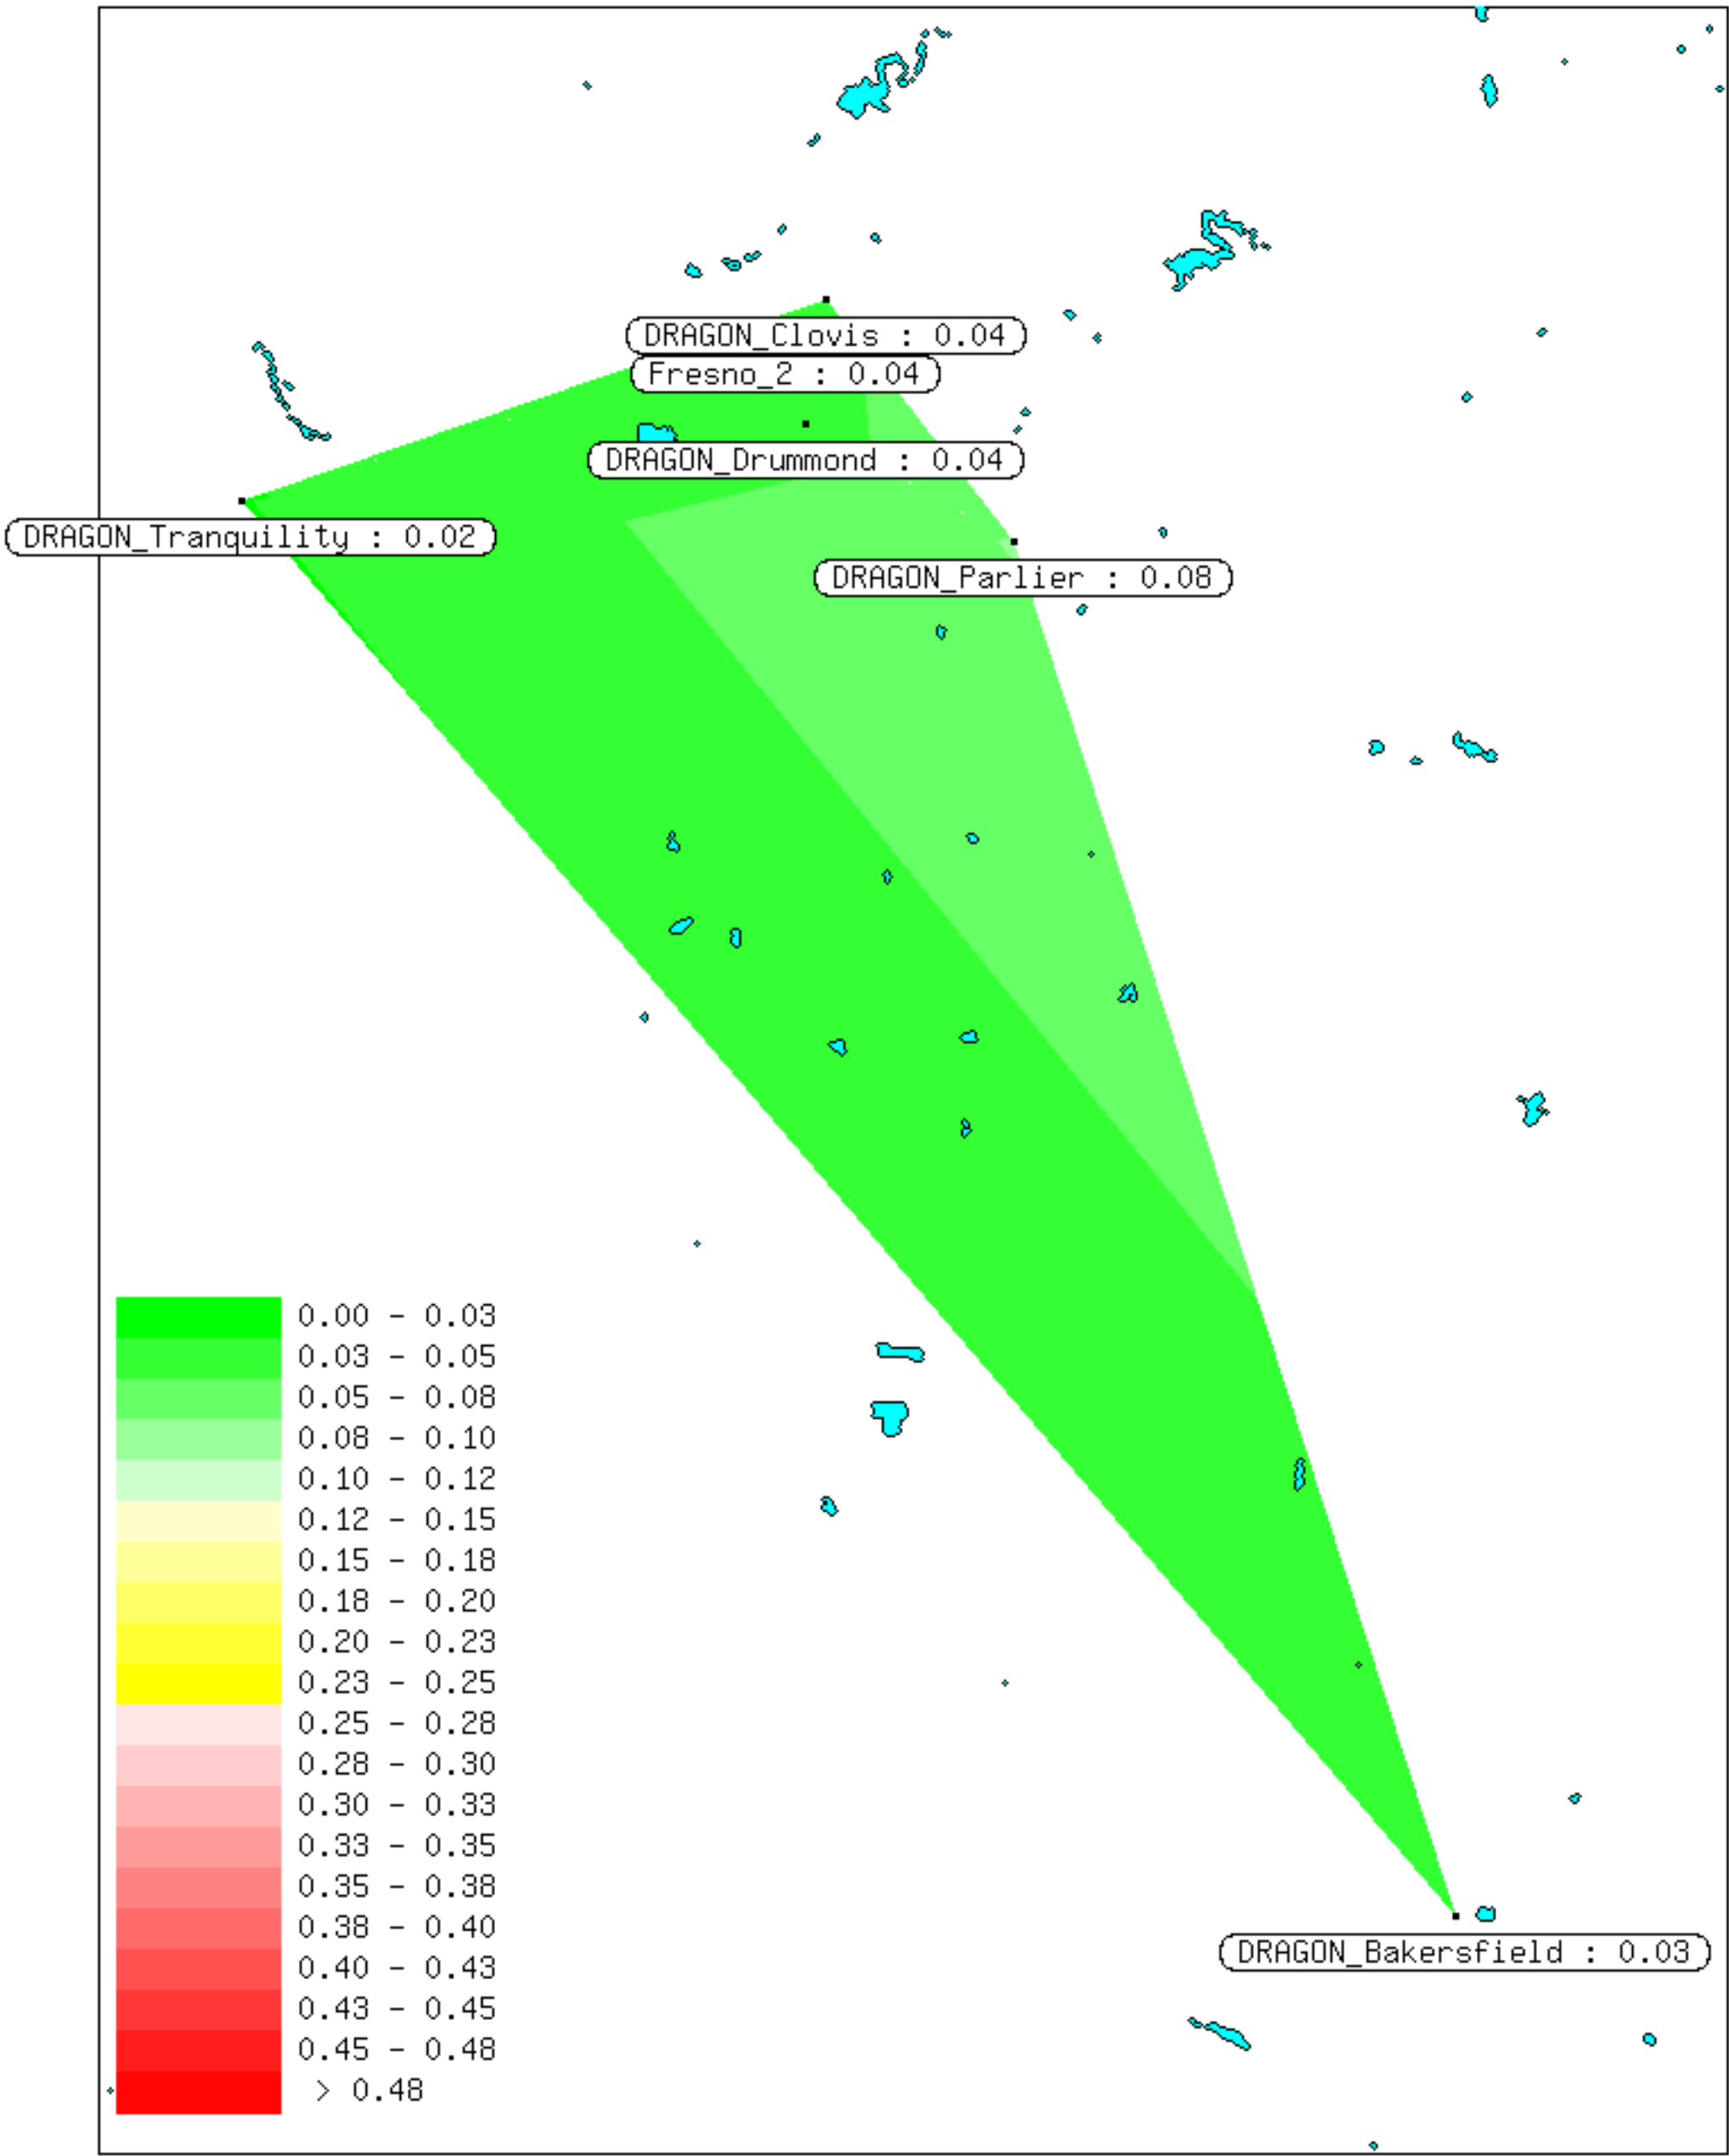 DRAGON_Clovis : 0.04
Fresno_2 : 0.04
DRAGON_Drummond : 0.04
DRAGON_Tranquility : 0.02
DRAGON_Parlier : 0.08
0.00 - 0.03
0.03 - 0.05
0.05 - 0.08
0.08 - 0.10
0.10 - 0.12
0.12 - 0.15
0.15 - 0.18
0.18 - 0.20
0.20 - 0.23
0.23 - 0.25
0.25 - 0.28
0.28 - 0.30
0.30 - 0.33
0.33 - 0.35
0.35 - 0.38
0.38 - 0.40
0.40 - 0.43
0.43 - 0.45
0.45 - 0.48
> 0.48
DRAGON_Bakersfield : 0.03